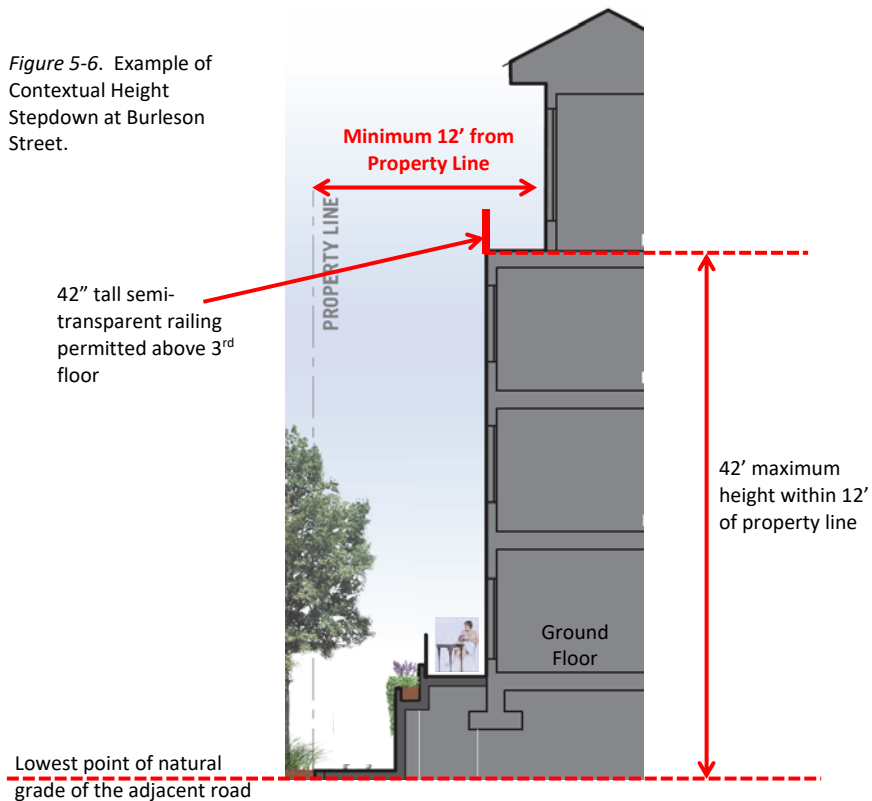 Figure 5-6. Example of
Contextual Height
Stepdown at Burleson
Street.
Minimum 12’ from
Property Line
PROPERTY LINE
42” tall semi-
transparent railing
permitted above 3rd
floor
42’ maximum
height within 12’
of property line
Ground
Floor
Lowest point of natural
grade of the adjacent road